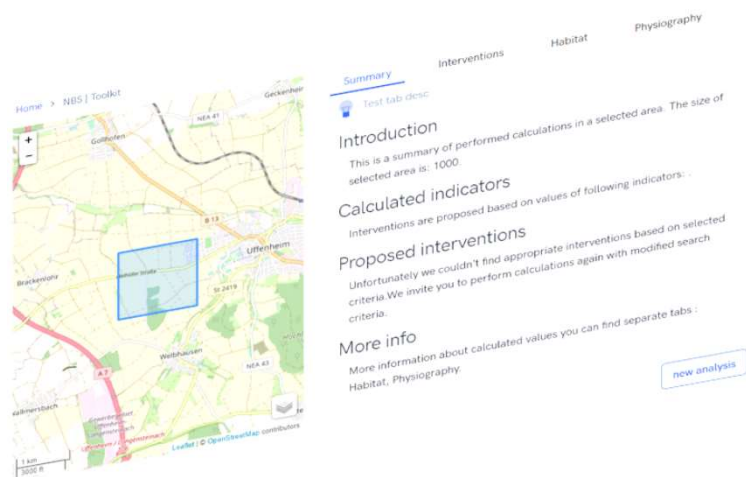 Home > NBS | Toolkit
+
−
Gollhofen
Geckenheim
NEA 41
B 13
Uffenheim
St 2419
Welbhausen
NEA 43
A 7
Wallmersbach
Gewerbepark
Uffenheim / Langensteinach
1 km
3000 ft
Leaflet | © OpenStreetMap contributors
Summary
Interventions
Habitat
Physiography
Test tab desc
Introduction
This is a summary of performed calculations in a selected area. The size of
selected area is: 1000.
Calculated indicators
Interventions are proposed based on values of following indicators: .
Proposed interventions
Unfortunately we couldn't find appropriate interventions based on selected
criteria.We invite you to perform calculations again with modified search
criteria.
More info
More information about calculated values you can find separate tabs :
Habitat, Physiography.
new analysis